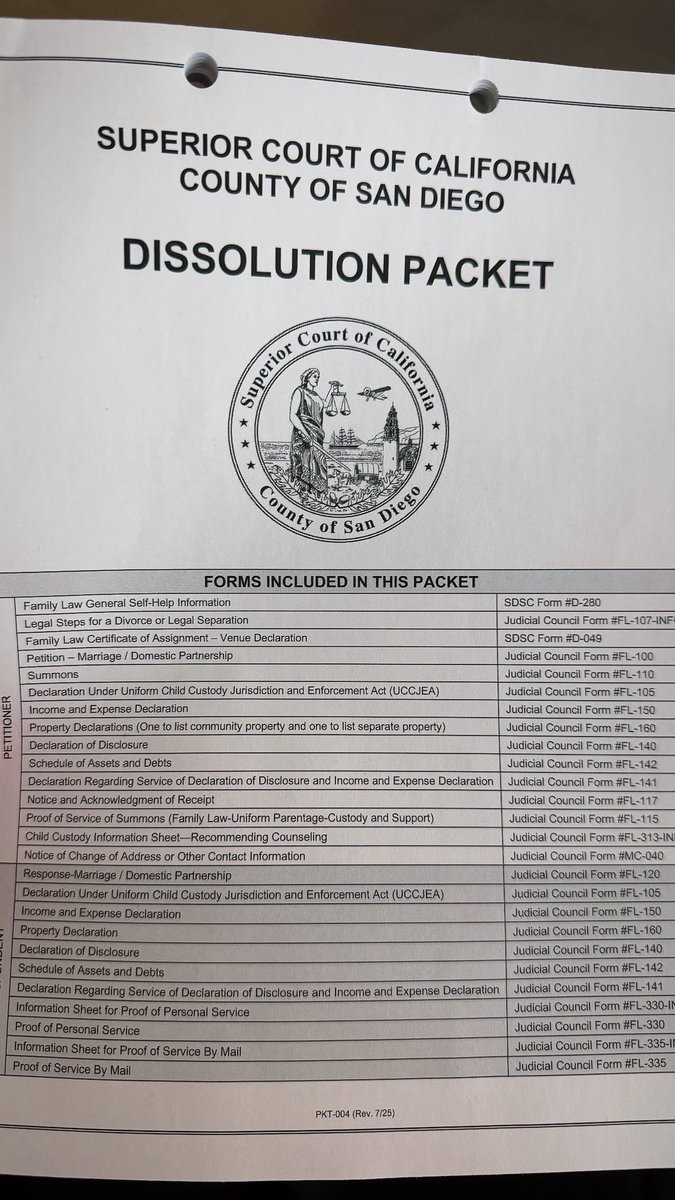 SUPERIOR COURT OF CALIFORNIA
COUNTY OF SAN DIEGO
DISSOLUTION PACKET
Superior Court of California
County of San Diego
FORMS INCLUDED IN THIS PACKET
PETITIONER
Family Law General Self-Help Information SDSC Form #D-280
Legal Steps for a Divorce or Legal Separation Judicial Council Form #FL-107-INFO
Family Law Certificate of Assignment – Venue Declaration SDSC Form #D-049
Petition – Marriage / Domestic Partnership Judicial Council Form #FL-100
Summons Judicial Council Form #FL-110
Declaration Under Uniform Child Custody Jurisdiction and Enforcement Act (UCCJEA) Judicial Council Form #FL-105
Income and Expense Declaration Judicial Council Form #FL-150
Property Declarations (One to list community property and one to list separate property) Judicial Council Form #FL-160
Declaration of Disclosure Judicial Council Form #FL-140
Schedule of Assets and Debts Judicial Council Form #FL-142
Declaration Regarding Service of Declaration of Disclosure and Income and Expense Declaration Judicial Council Form #FL-141
Notice and Acknowledgment of Receipt Judicial Council Form #FL-117
Proof of Service of Summons (Family Law-Uniform Parentage-Custody and Support) Judicial Council Form #FL-115
Child Custody Information Sheet—Recommending Counseling Judicial Council Form #FL-313-IN
Notice of Change of Address or Other Contact Information Judicial Council Form #MC-040
Response-Marriage / Domestic Partnership Judicial Council Form #FL-120
Declaration Under Uniform Child Custody Jurisdiction and Enforcement Act (UCCJEA) Judicial Council Form #FL-105
Income and Expense Declaration Judicial Council Form #FL-150
Property Declaration Judicial Council Form #FL-160
Declaration of Disclosure Judicial Council Form #FL-140
Schedule of Assets and Debts Judicial Council Form #FL-142
Declaration Regarding Service of Declaration of Disclosure and Income and Expense Declaration Judicial Council Form #FL-141
Information Sheet for Proof of Personal Service Judicial Council Form #FL-330-IN
Proof of Personal Service Judicial Council Form #FL-330
Information Sheet for Proof of Service By Mail Judicial Council Form #FL-335-IN
Proof of Service By Mail Judicial Council Form #FL-335
PKT-004 (Rev. 7/25)